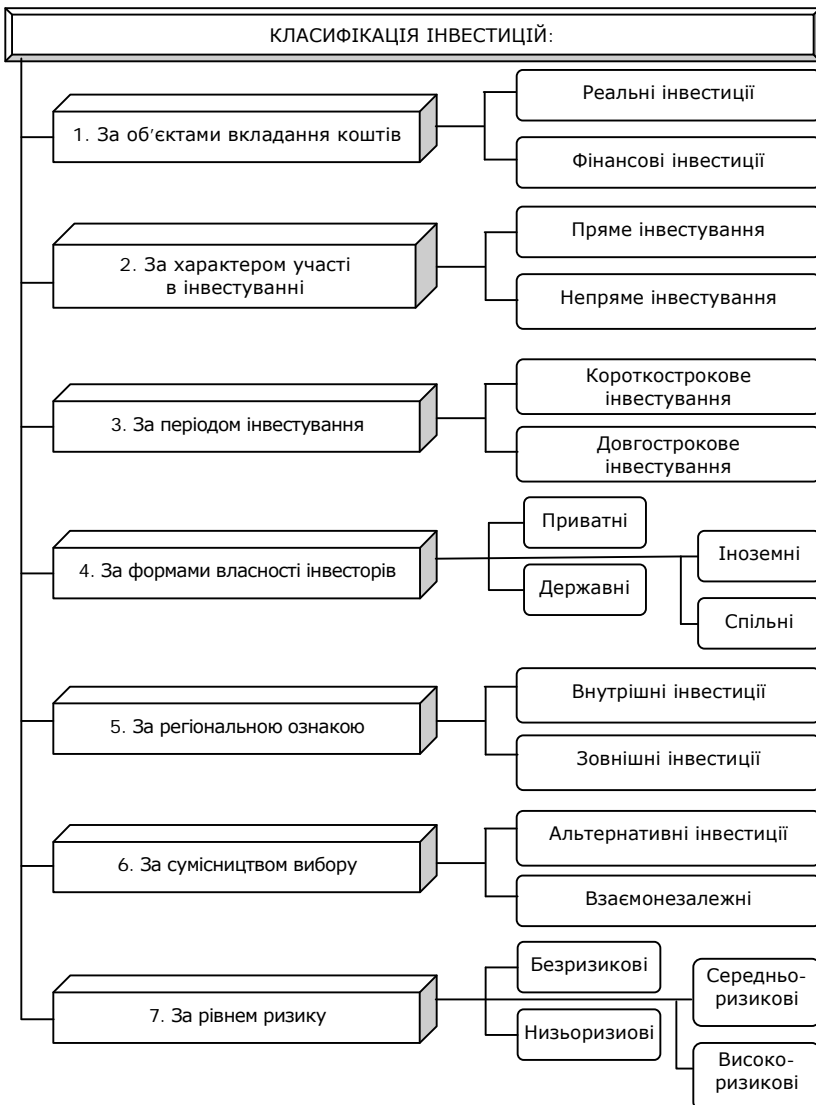 КЛАСИФІКАЦІЯ ІНВЕСТИЦІЙ:
1. За об’єктами вкладання коштів
Реальні інвестиції
Фінансові інвестиції
2. За характером участі
в інвестуванні
Пряме інвестування
Непряме інвестування
3. За періодом інвестування
Короткострокове
інвестування
Довгострокове
інвестування
4. За формами власності інвесторів
Приватні
Державні
Іноземні
Спільні
5. За регіональною ознакою
Внутрішні інвестиції
Зовнішні інвестиції
6. За сумісництвом вибору
Альтернативні інвестиції
Взаємонезалежні
7. За рівнем ризику
Безризикові
Низьоризиові
Середньо-
ризикові
Високо-
ризикові